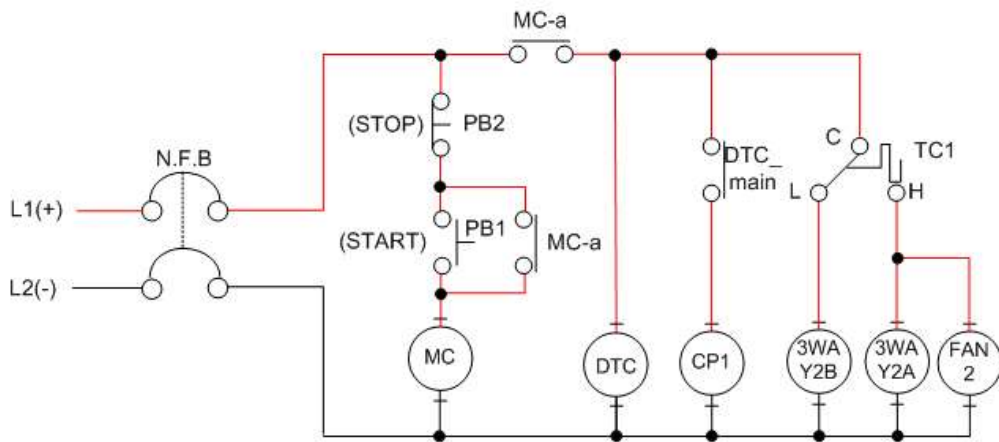 MC-a
(STOP) PB2
N.F.B
C
TC1
DTC_
main
L1(+)
L
H
(START) PB1
MC-a
L2(-)
MC
DTC
CP1
3WA
Y2B
3WA
Y2A
FAN
2